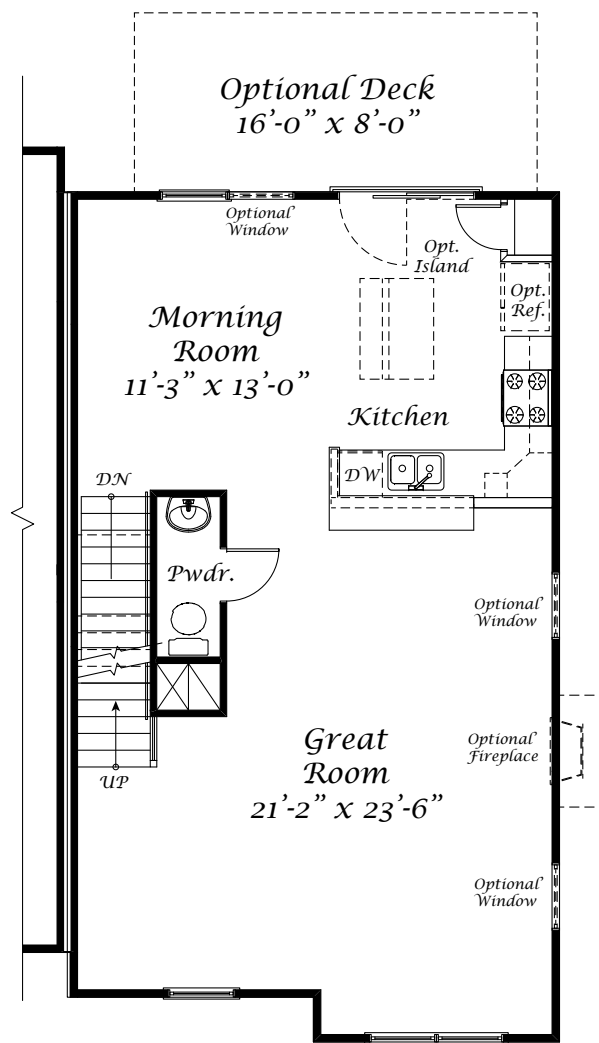 Optional Deck
16'-0" x 8'-0"
Optional
Window
Opt.
Island
Opt.
Ref.
Morning
Room
11'-3" x 13'-0"
Kitchen
DW
DN
Pwdr.
Optional
Window
Great
Room
21'-2" x 23'-6"
Optional
Fireplace
UP
Optional
Window